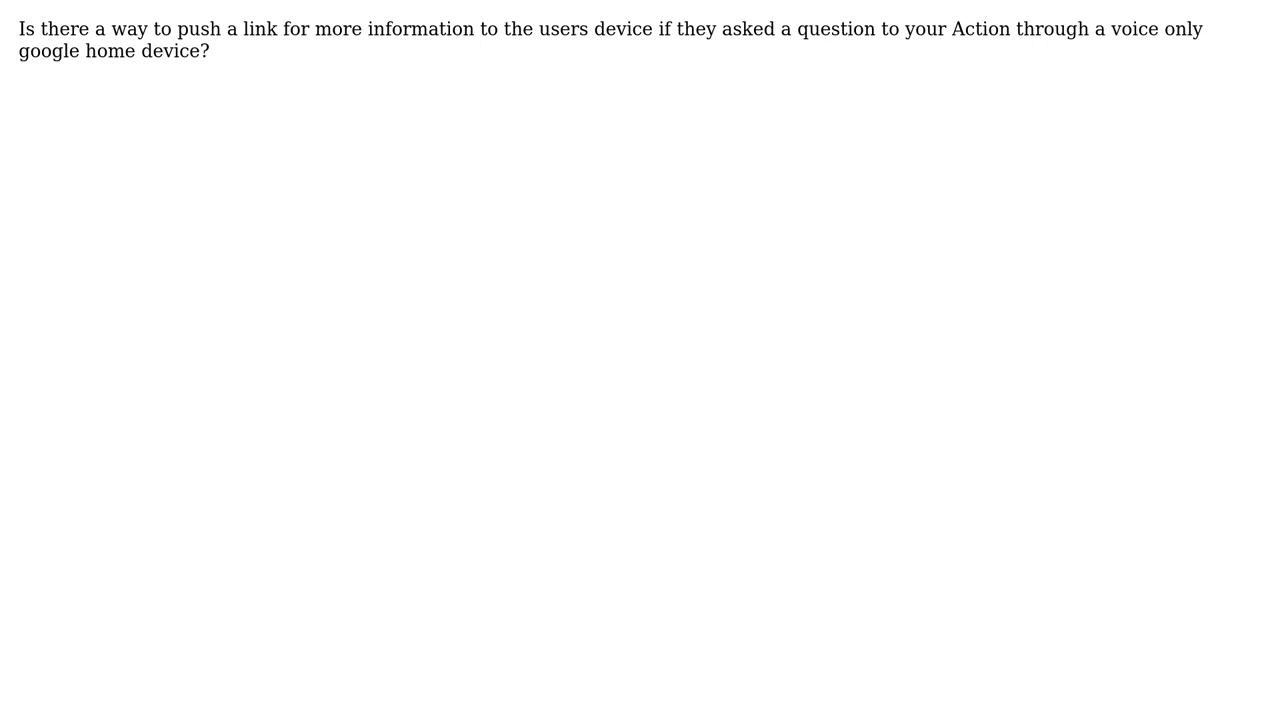 Is there a way to push a link for more information to the users device if they asked a question to your Action through a voice only
google home device?